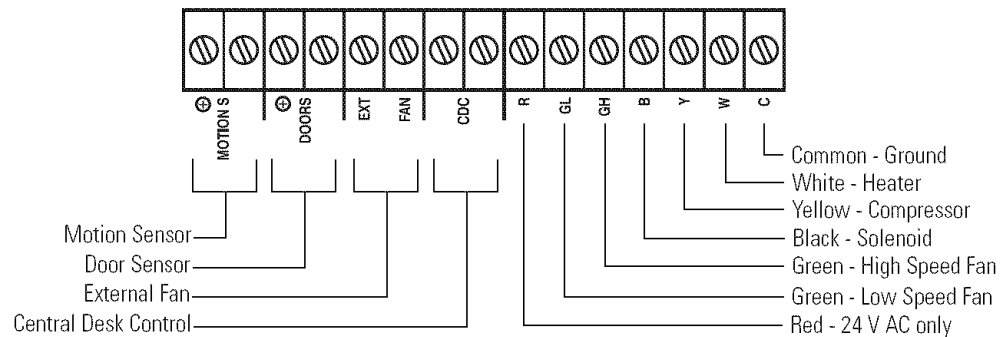 ⊕ MOTION S
⊕ DOORS
EXT
FAN
CDC
R
GL
GH
B
Y
W
C
Common - Ground
White - Heater
Yellow - Compressor
Black - Solenoid
Green - High Speed Fan
Green - Low Speed Fan
Red - 24 V AC only
Motion Sensor
Door Sensor
External Fan
Central Desk Control